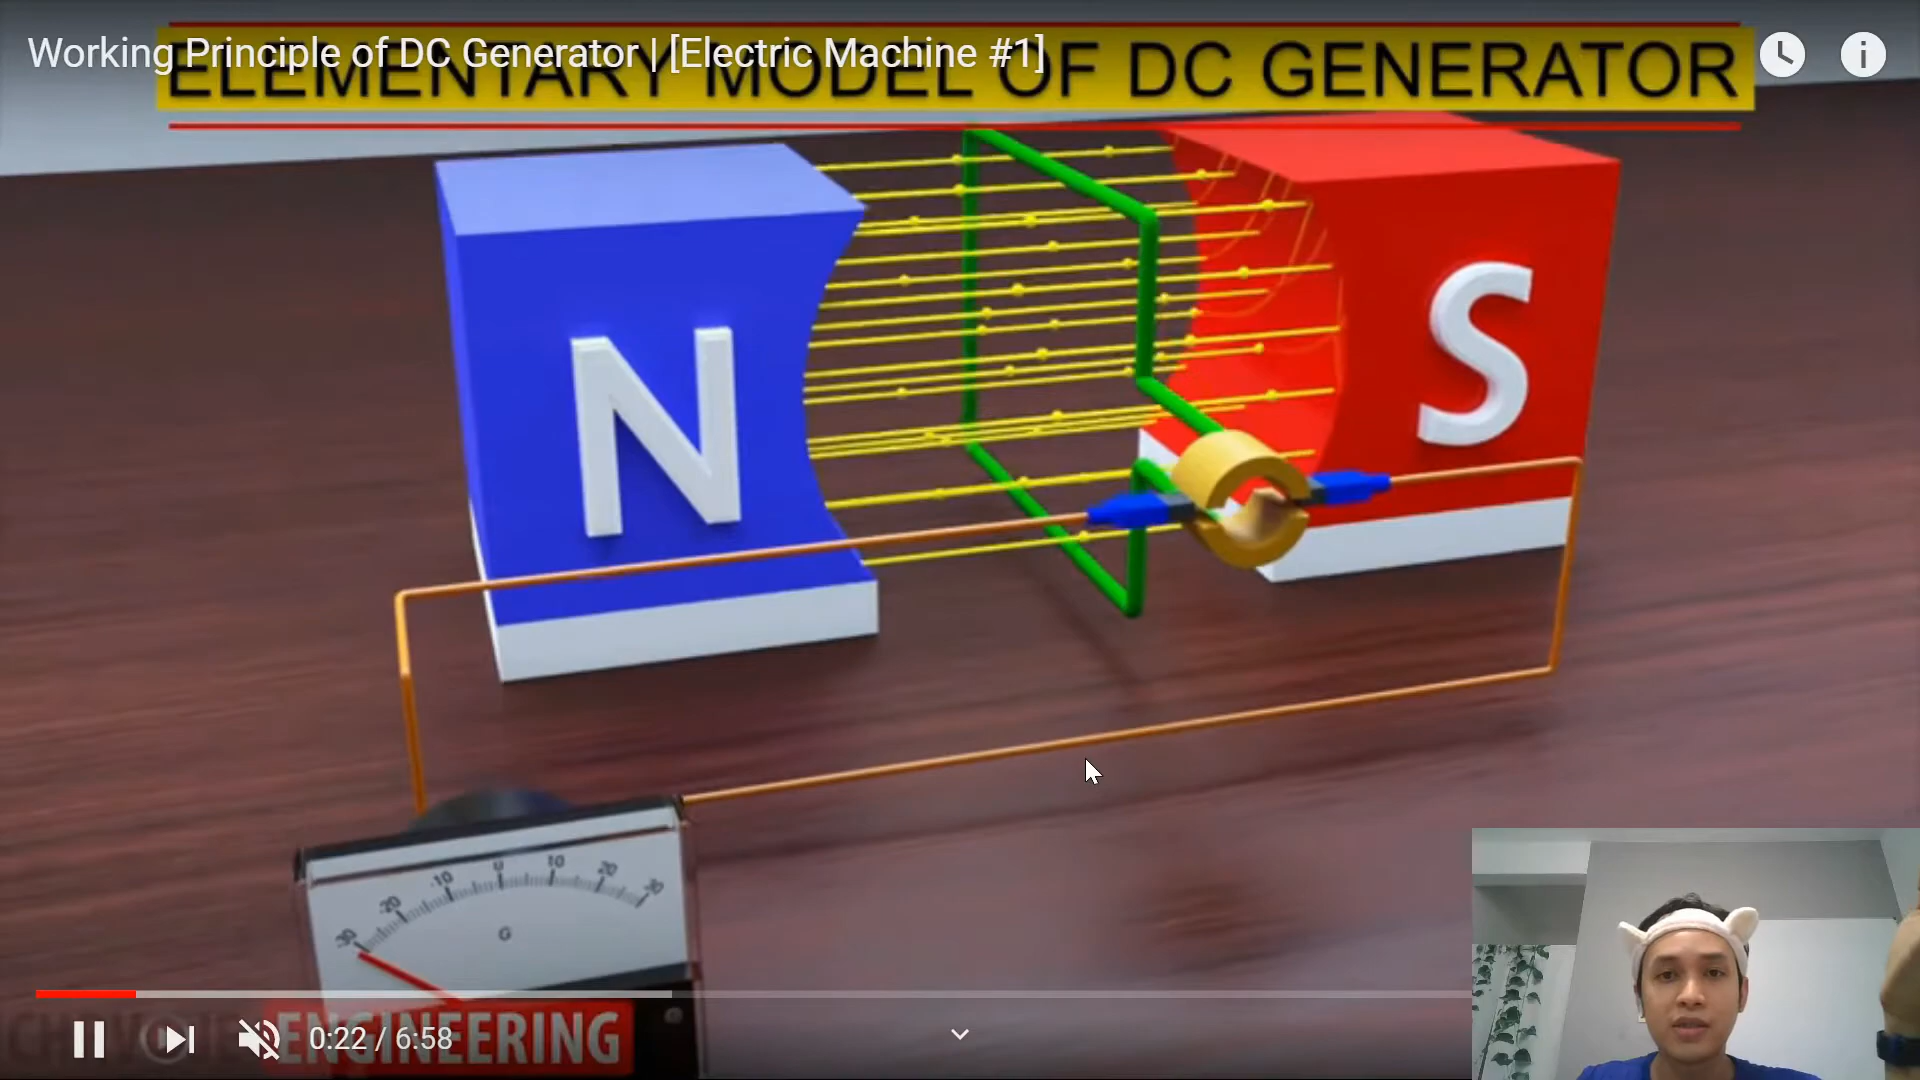 Working Principle of DC Generator | [Electric Machine #1]
ELEMENTARY MODEL OF DC GENERATOR
N
S
-30 -20 -10 0 10 20 30
G
ENGINEERING
0:22 / 6:58